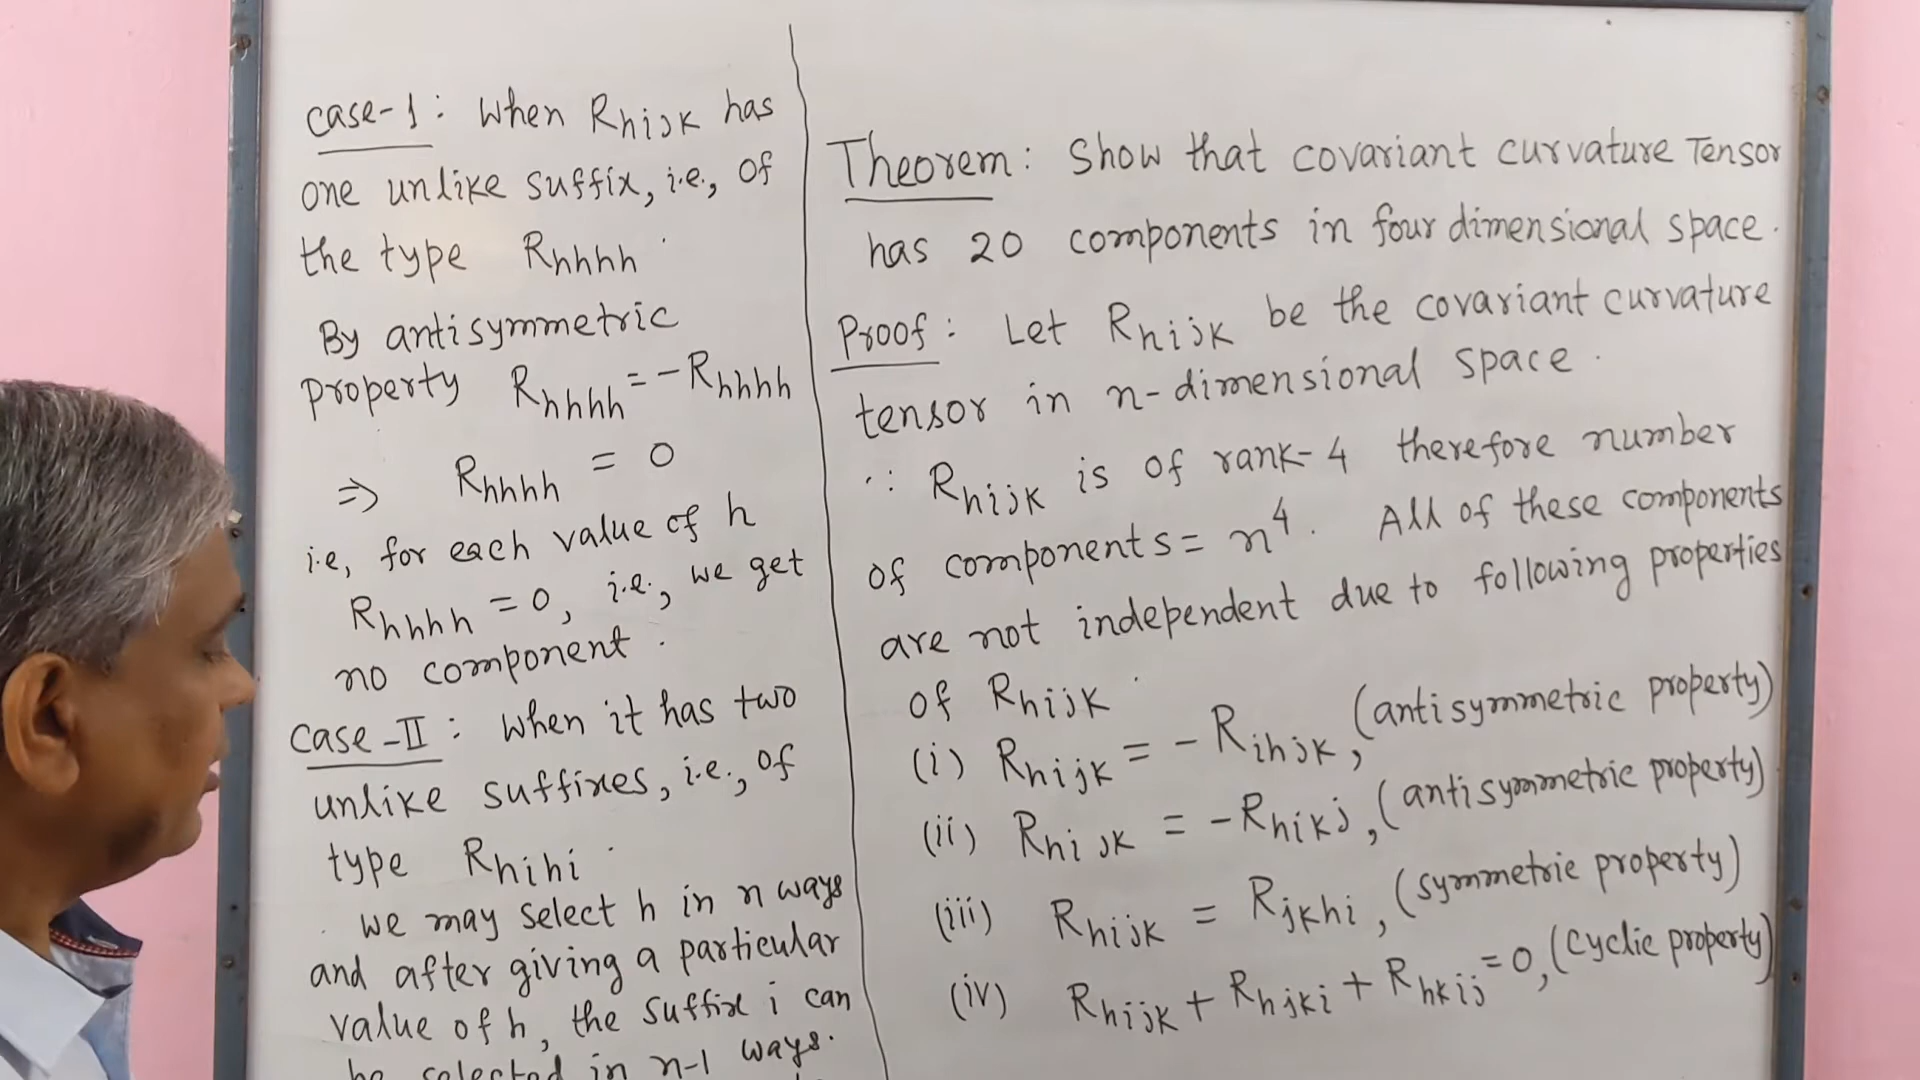 Theorem: Show that covariant curvature Tensor
has 20 components in four dimensional space.
Proof: Let Rhijk be the covariant curvature
tensor in n-dimensional space.
∵ Rhijk is of rank-4 therefore number
of components = n⁴. All of these components
are not independent due to following properties
of Rhijk.
(i) Rhijk = - Rihjk, (antisymmetric property)
(ii) Rhijk = -Rhikj, (antisymmetric property)
(iii) Rhijk = Rjkhi, (symmetric property)
(iv) Rhijk + Rhjki + Rhkij = 0, (cyclic property)
Case-1: When Rhijk has
one unlike suffix, i.e., of
the type Rhhhh.
By antisymmetric
property Rhhhh = -Rhhhh
⇒ Rhhhh = 0
i.e, for each value of h
Rhhhh = 0, i.e., we get
no component.
Case-II: When it has two
unlike suffixes, i.e., of
type Rhihi.
we may select h in n ways
and after giving a particular
value of h, the suffix i can
be selected in n-1 ways.